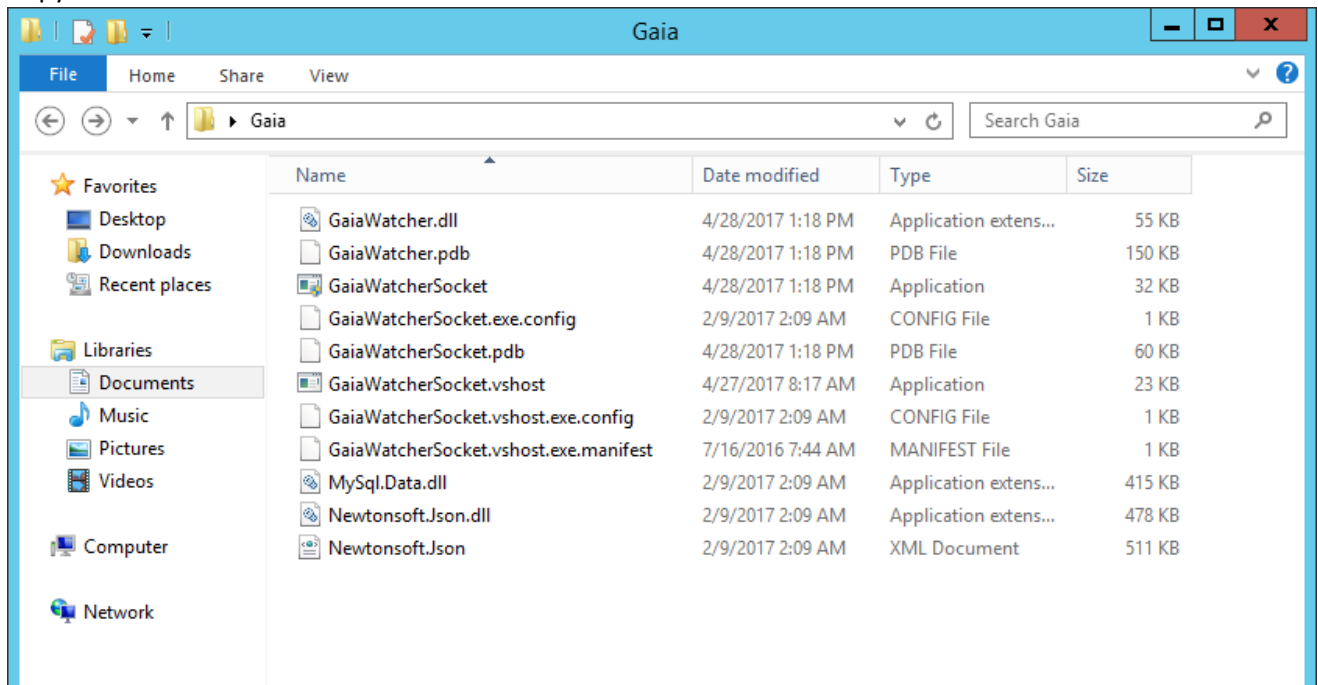 Gaia
File Home Share View
Gaia Search Gaia
Name Date modified Type Size
Favorites
Desktop
Downloads
Recent places
Libraries
Documents
Music
Pictures
Videos
Computer
Network
GaiaWatcher.dll 4/28/2017 1:18 PM Application extens... 55 KB
GaiaWatcher.pdb 4/28/2017 1:18 PM PDB File 150 KB
GaiaWatcherSocket 4/28/2017 1:18 PM Application 32 KB
GaiaWatcherSocket.exe.config 2/9/2017 2:09 AM CONFIG File 1 KB
GaiaWatcherSocket.pdb 4/28/2017 1:18 PM PDB File 60 KB
GaiaWatcherSocket.vshost 4/27/2017 8:17 AM Application 23 KB
GaiaWatcherSocket.vshost.exe.config 2/9/2017 2:09 AM CONFIG File 1 KB
GaiaWatcherSocket.vshost.exe.manifest 7/16/2016 7:44 AM MANIFEST File 1 KB
MySql.Data.dll 2/9/2017 2:09 AM Application extens... 415 KB
Newtonsoft.Json.dll 2/9/2017 2:09 AM Application extens... 478 KB
Newtonsoft.Json 2/9/2017 2:09 AM XML Document 511 KB